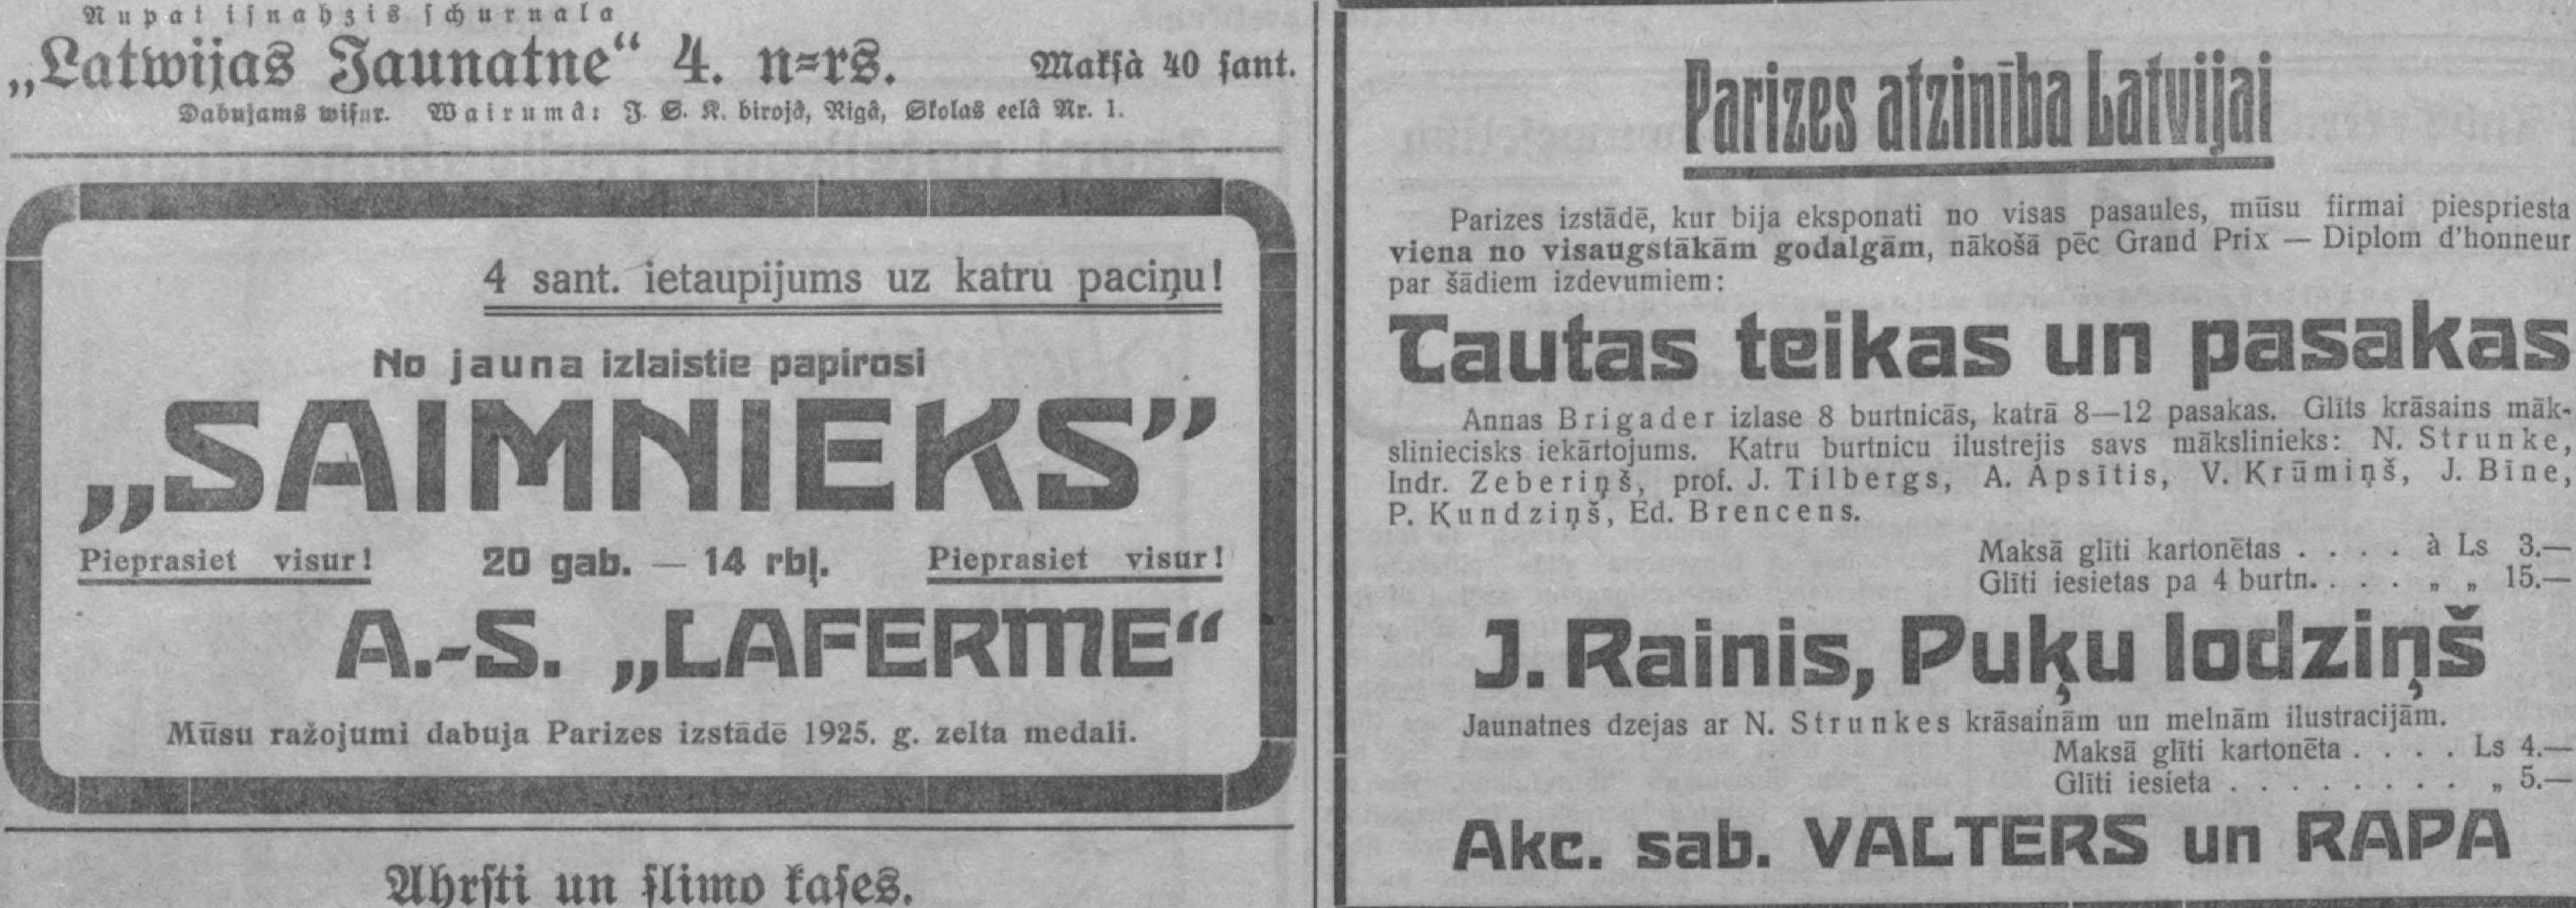 Nupat iſnahzis ſchurnala
„Latwijas Jaunatne“ 4. n=rs. Makſà 40 ſant.
Dabujams wiſur. Wairumâ: J. S. K. birojâ, Rigâ, Skolas eelâ Nr. 1.
4 sant. ietaupijums uz katru paciņu!
No jauna izlaistie papirosi
„SAIMNIEKS”
Pieprasiet visur! 20 gab. — 14 rbļ. Pieprasiet visur!
A.-S. „LAFERME“
Mūsu ražojumi dabuja Parizes izstādē 1925. g. zelta medali.
Ahrſti un ſlimo kaſes.
Parizes atzinība Latvijai
Parizes izstādē, kur bija eksponati no visas pasaules, mūsu firmai piespriesta
viena no visaugstākām godalgām, nākošā pēc Grand Prix — Diplom d'honneur
par šādiem izdevumiem:
Tautas teikas un pasakas
Annas Brigader izlase 8 burtnicās, katrā 8—12 pasakas. Glīts krāsains māk-
sliniecisks iekārtojums. Katru burtnicu ilustrejis savs mākslinieks: N. Strunke,
Indr. Zeberiņš, prof. J. Tilbergs, A. Apsītis, V. Krūmiņš, J. Bīne,
P. Kundziņš, Ed. Brencens.
Maksā glīti kartonētas . . . . à Ls 3.—
Glīti iesietas pa 4 burtn. . . . „ „ 15.—
J. Rainis, Puķu lodziņš
Jaunatnes dzejas ar N. Strunkes krāsainām un melnām ilustracijām.
Maksā glīti kartonēta . . . . Ls 4.—
Glīti iesieta . . . . . . . . „ 5.—
Akc. sab. VALTERS un RAPA